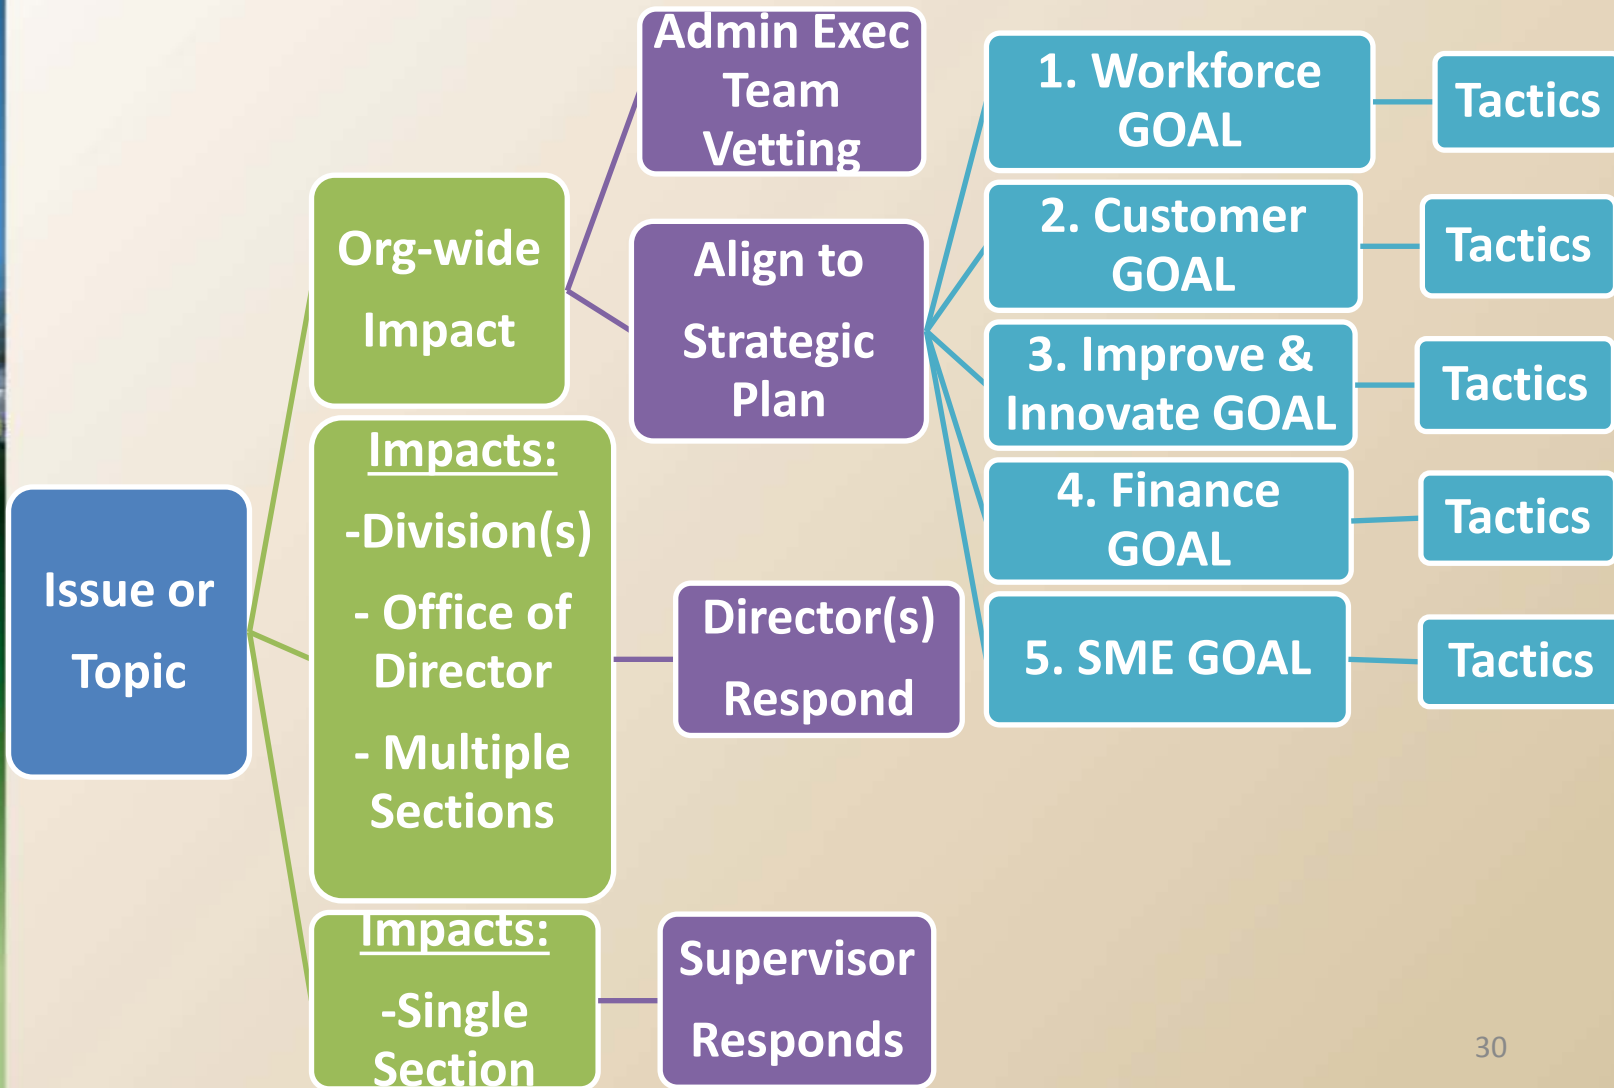 Issue or
Topic
Org-wide
Impact
Impacts:
-Division(s)
- Office of
Director
- Multiple
Sections
Impacts:
-Single
Section
Admin Exec
Team
Vetting
Align to
Strategic
Plan
Director(s)
Respond
Supervisor
Responds
1. Workforce
GOAL
Tactics
2. Customer
GOAL
Tactics
3. Improve &
Innovate GOAL
Tactics
4. Finance
GOAL
Tactics
5. SME GOAL
Tactics
30